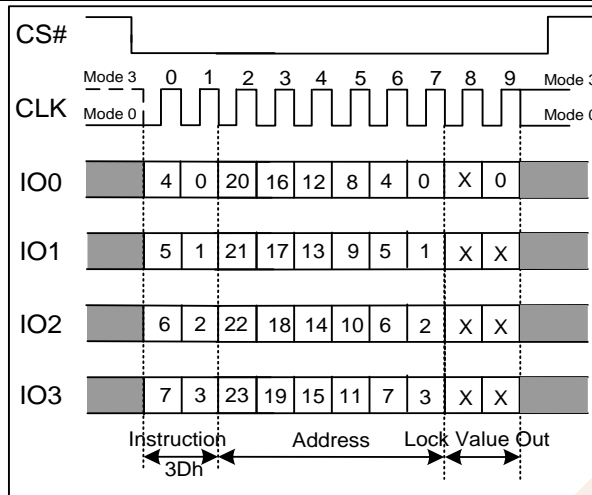 CS#
Mode 3 0 1 2 3 4 5 6 7 8 9 Mode 3
CLK
Mode 0 Mode 0
IO0 4 0 20 16 12 8 4 0 X 0
IO1 5 1 21 17 13 9 5 1 X X
IO2 6 2 22 18 14 10 6 2 X X
IO3 7 3 23 19 15 11 7 3 X X
Instruction Address Lock Value Out
3Dh